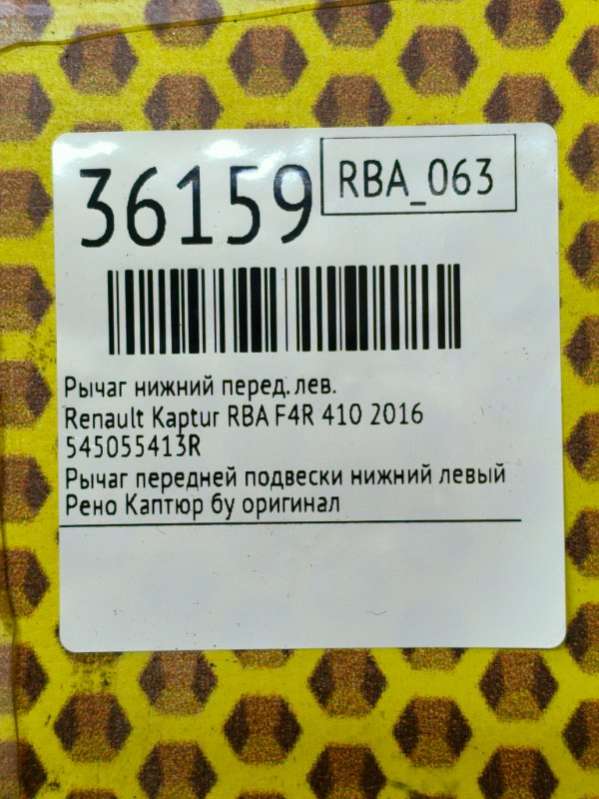 36159
RBA_063
Рычаг нижний перед. лев.
Renault Kaptur RBA F4R 410 2016
545055413R
Рычаг передней подвески нижний левый
Рено Каптюр бу оригинал